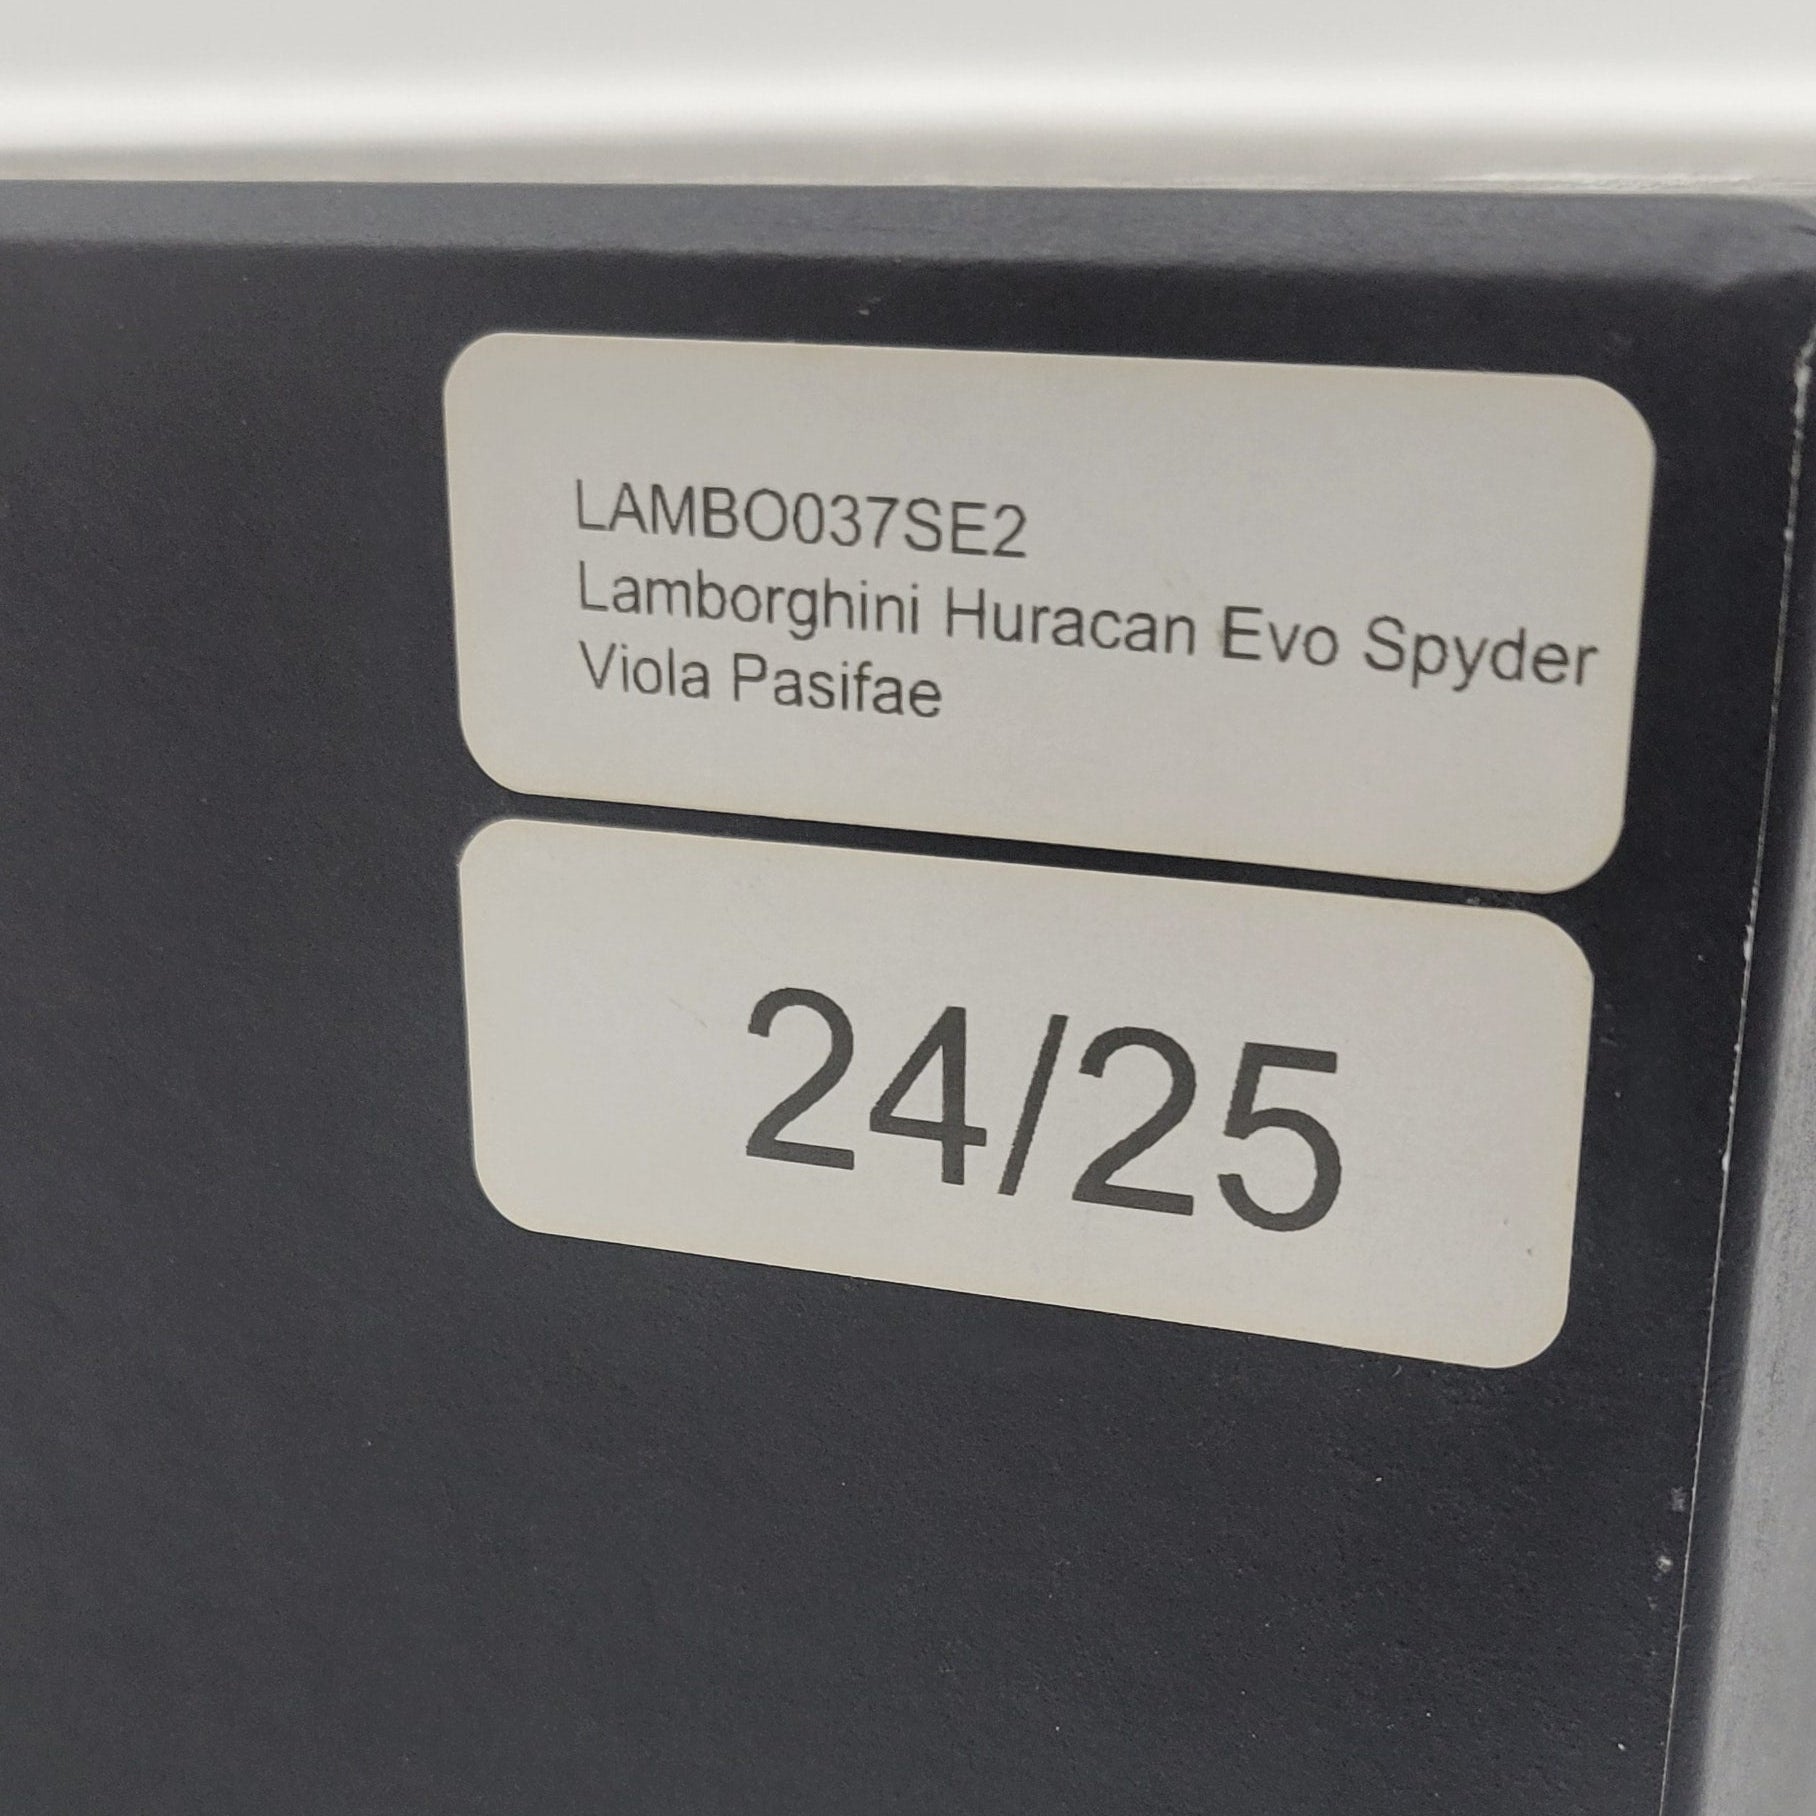 LAMBO037SE2
Lamborghini Huracan Evo Spyder
Viola Pasifae
24/25